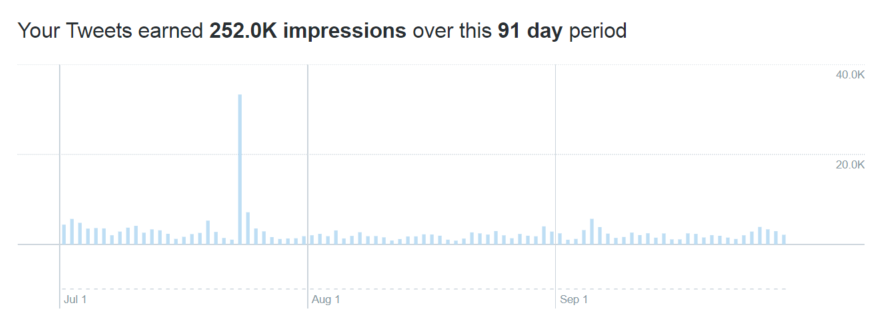 Your Tweets earned 252.0K impressions over this 91 day period
40.0K
20.0K
Jul 1
Aug 1
Sep 1